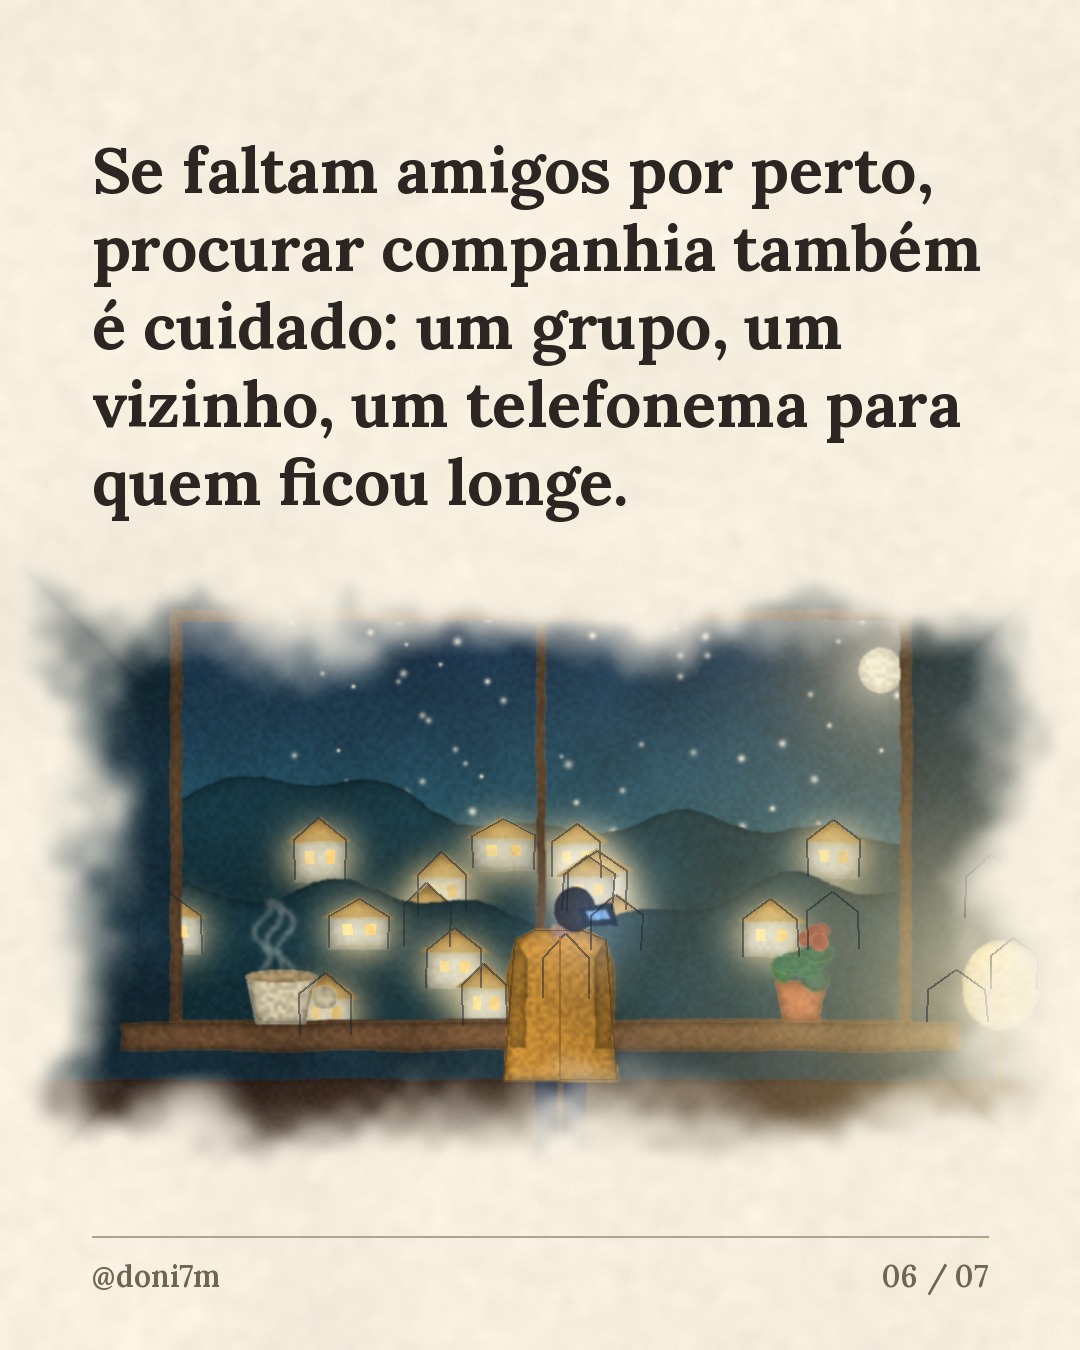 Se faltam amigos por perto,
procurar companhia também
é cuidado: um grupo, um
vizinho, um telefonema para
quem ficou longe.
@doni7m
06 / 07